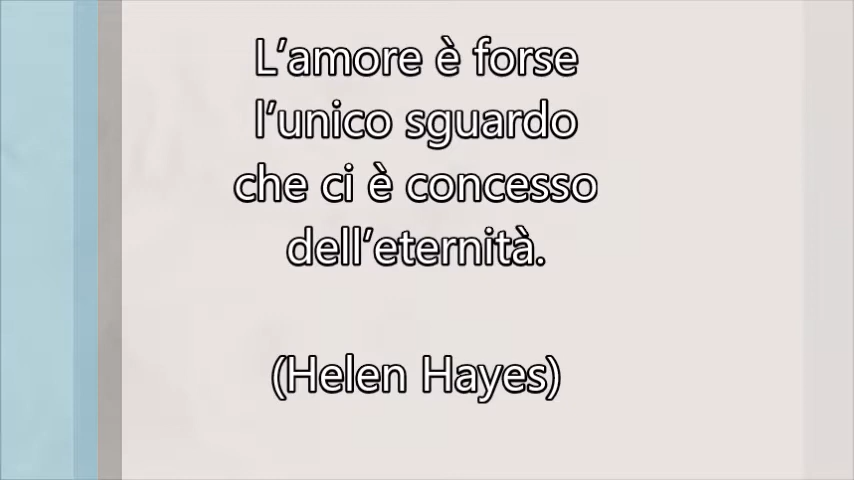 L’amore è forse
l’unico sguardo
che ci è concesso
dell’eternità.
(Helen Hayes)